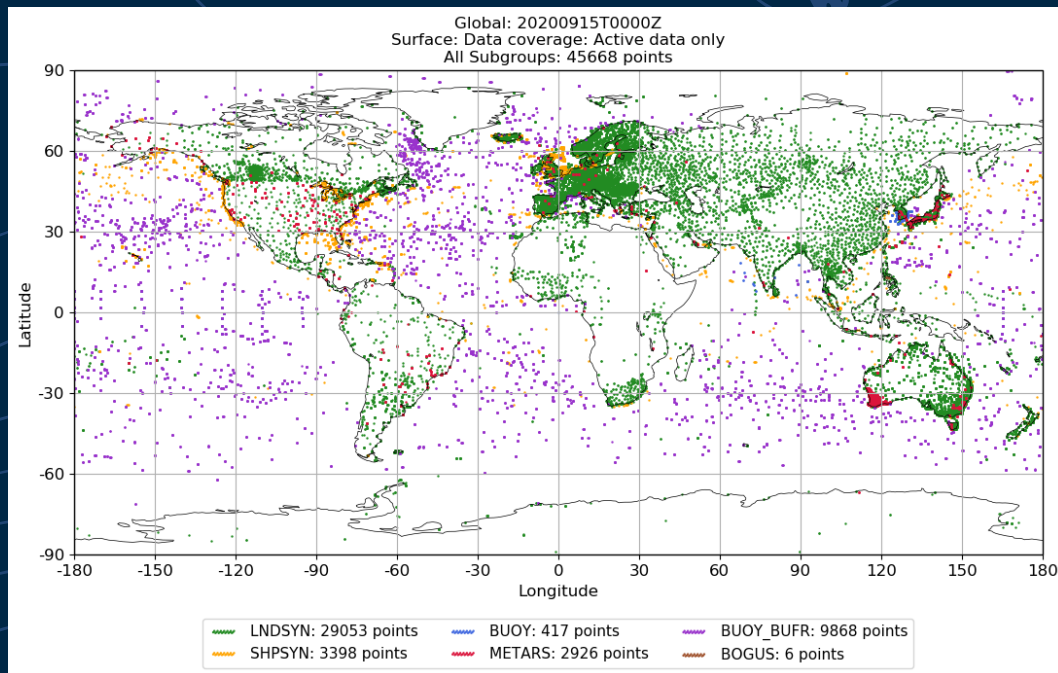 Global: 20200915T0000Z
Surface: Data coverage: Active data only
All Subgroups: 45668 points
90
60
30
0
-30
-60
-90
Latitude
-180 -150 -120 -90 -60 -30 0 30 60 90 120 150 180
Longitude
LNDSYN: 29053 points BUOY: 417 points BUOY_BUFR: 9868 points
SHPSYN: 3398 points METARS: 2926 points BOGUS: 6 points